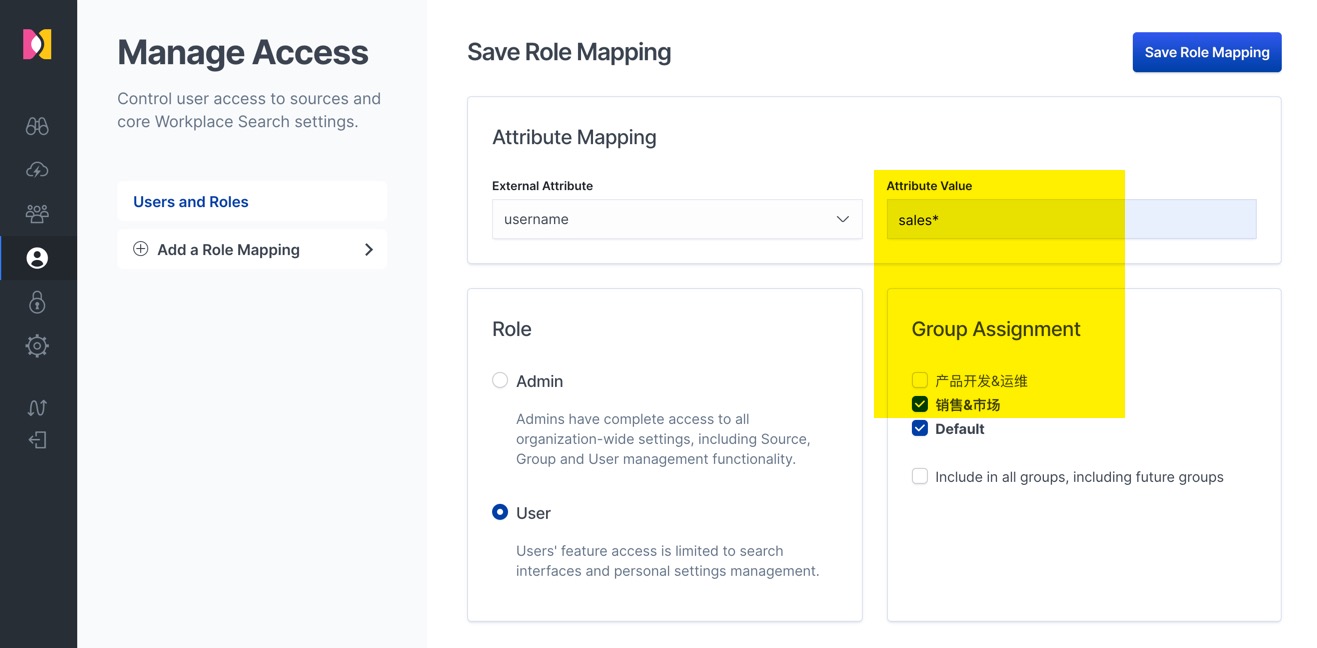 Manage Access
Control user access to sources and
core Workplace Search settings.
Users and Roles
Add a Role Mapping
Save Role Mapping
Save Role Mapping
Attribute Mapping
External Attribute
username
Attribute Value
sales*
Role
Admin
Admins have complete access to all
organization-wide settings, including Source,
Group and User management functionality.
User
Users' feature access is limited to search
interfaces and personal settings management.
Group Assignment
产品开发&运维
销售&市场
Default
Include in all groups, including future groups